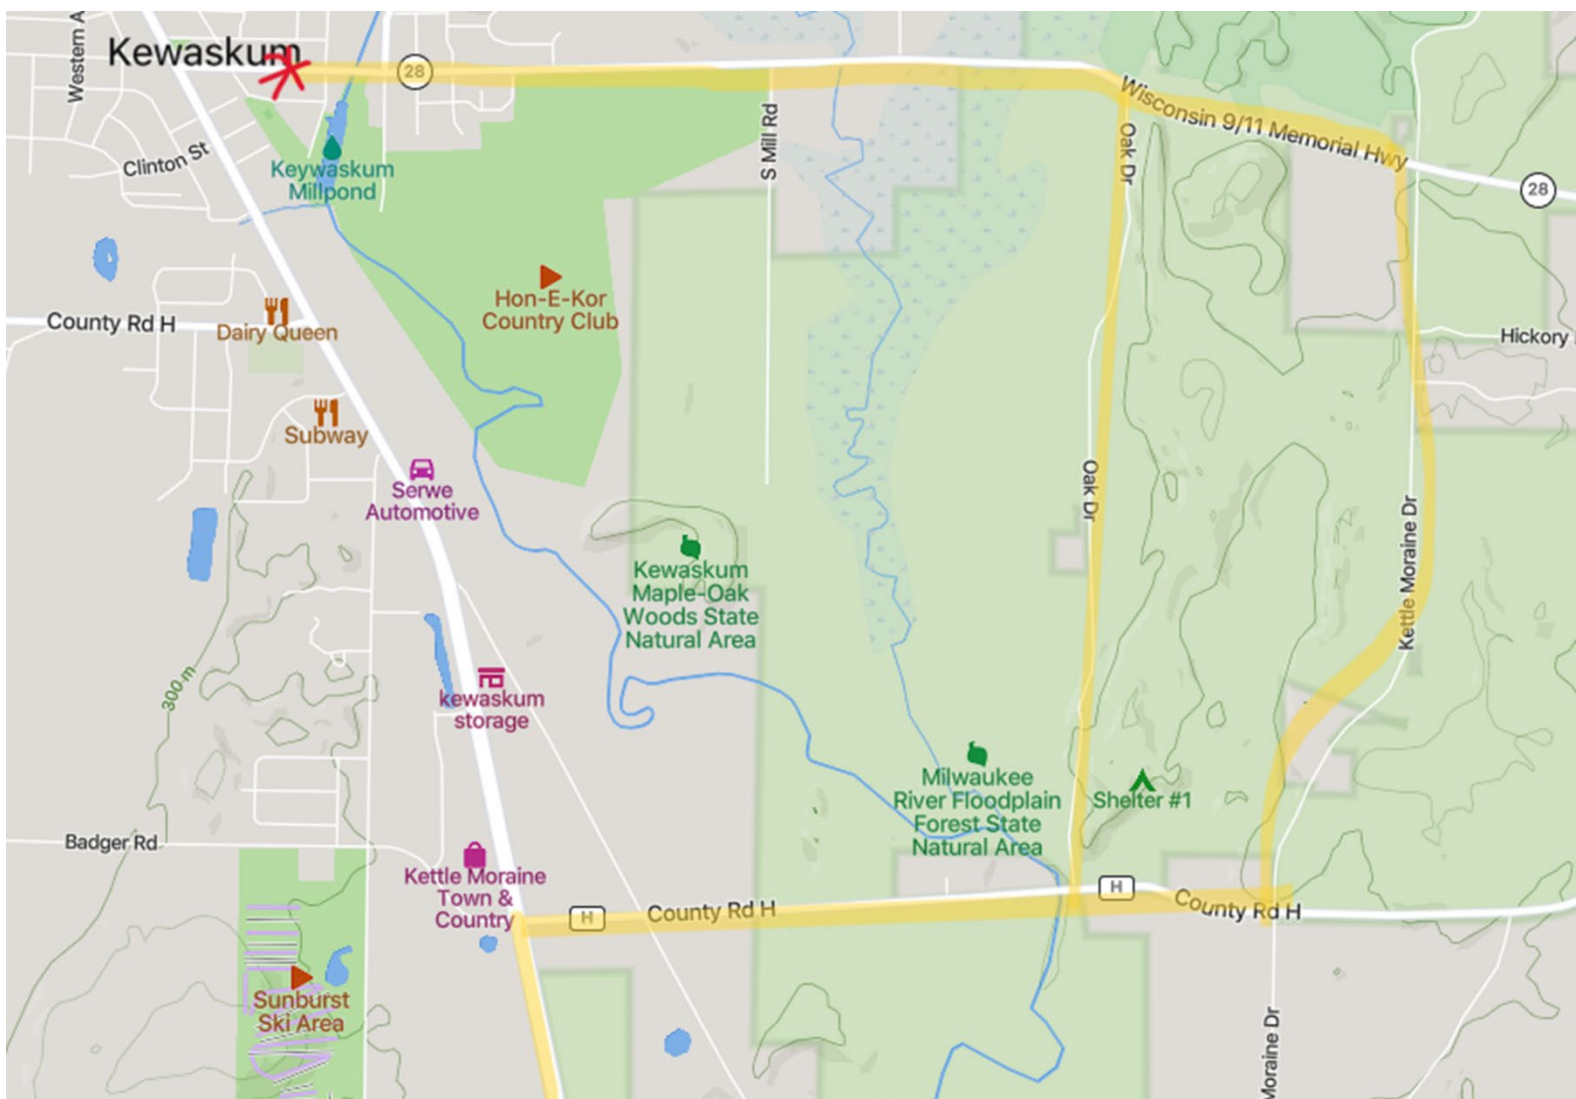 Western A
Kewaskum
28
Wisconsin 9/11 Memorial Hwy
Clinton St
Keywaskum
Millpond
S Mill Rd
Oak Dr
28
Hon-E-Kor
Country Club
County Rd H
Dairy Queen
Hickory
Subway
Serwe
Automotive
Oak Dr
Kettle Moraine Dr
Kewaskum
Maple-Oak
Woods State
Natural Area
300 m
kewaskum
storage
Milwaukee
River Floodplain
Forest State
Natural Area
Shelter #1
Badger Rd
Kettle Moraine
Town &
Country
H
County Rd H
H
County Rd H
Sunburst
Ski Area
Moraine Dr